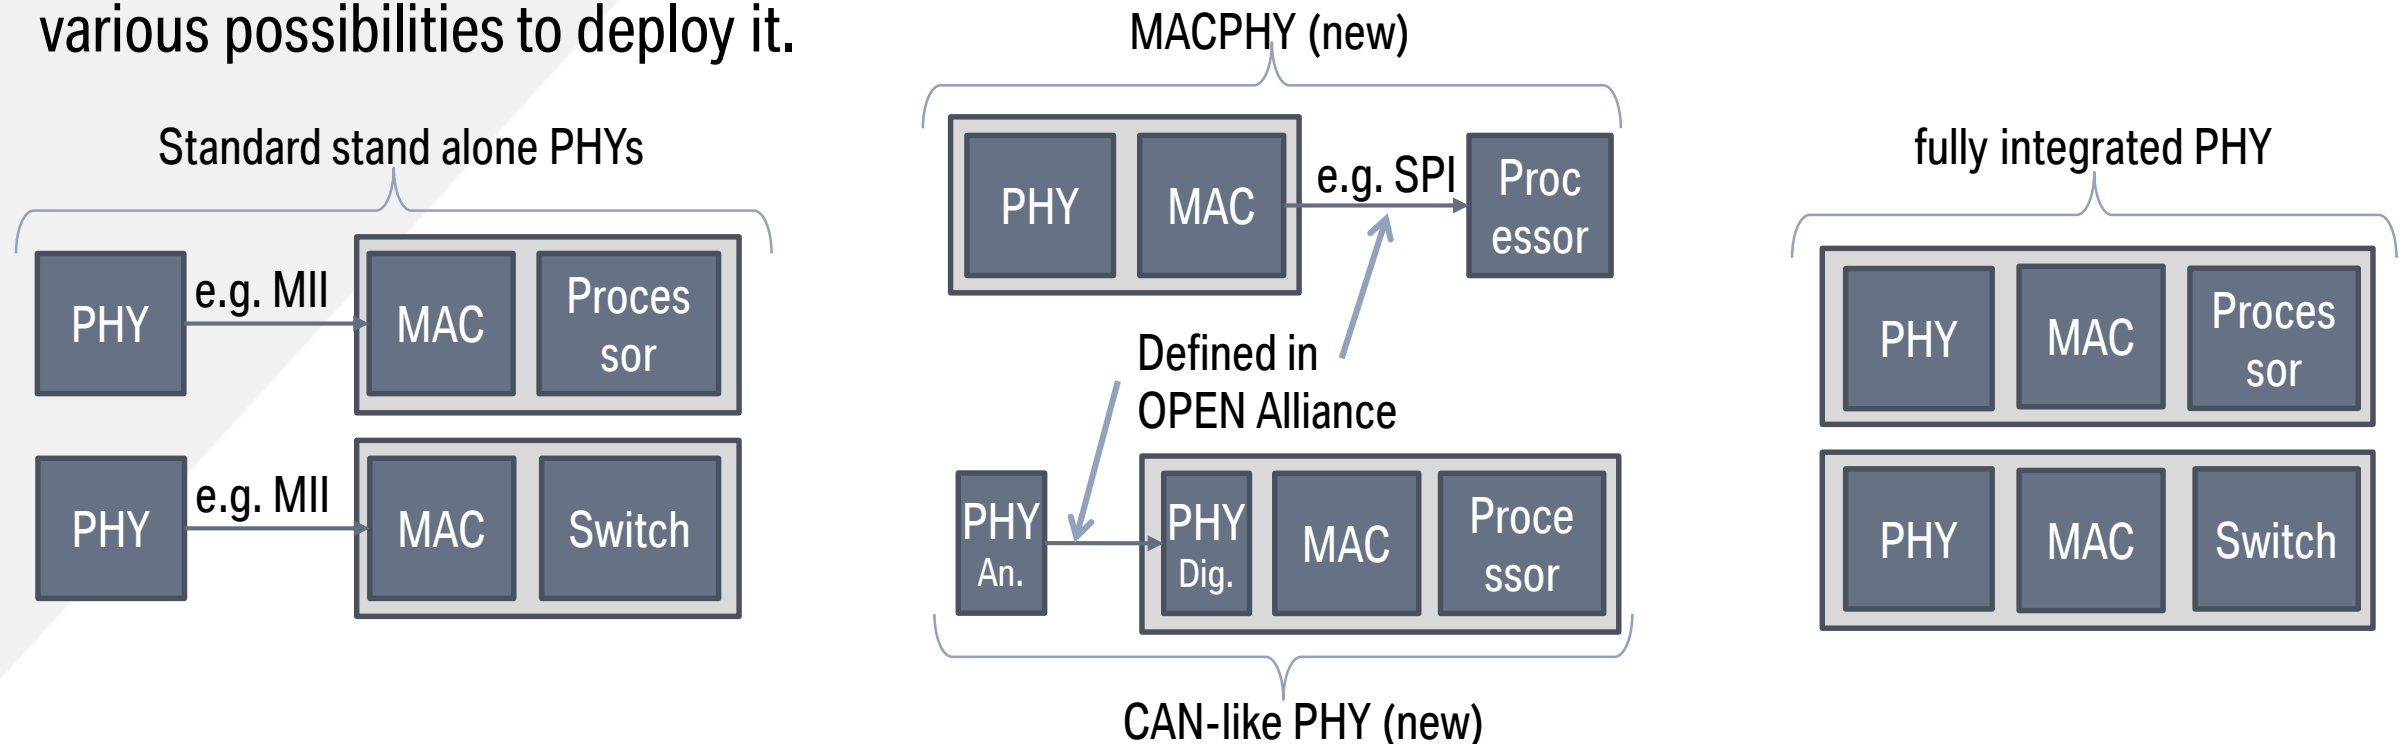 various possibilities to deploy it.
Standard stand alone PHYs
PHY
e.g. MII
MAC
Proces
sor
PHY
e.g. MII
MAC
Switch
MACPHY (new)
PHY
MAC
e.g. SPI
Proc
essor
Defined in
OPEN Alliance
PHY
An.
PHY
Dig.
MAC
Proce
ssor
CAN-like PHY (new)
fully integrated PHY
PHY
MAC
Proces
sor
PHY
MAC
Switch